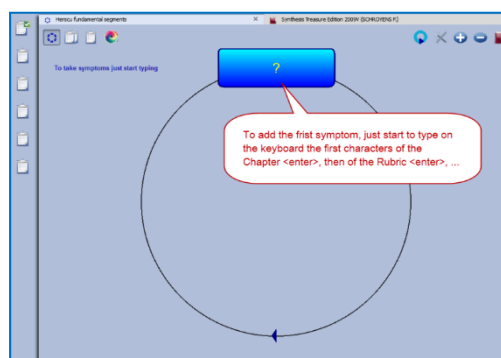 Herscu fundamental segments
Synthesis Treasure Edition 2009V (SCHROYENS F.)
To take symptoms just start typing
?
To add the frist symptom, just start to type on
the keyboard the first characters of the
Chapter <enter>, then of the Rubric <enter>, ...